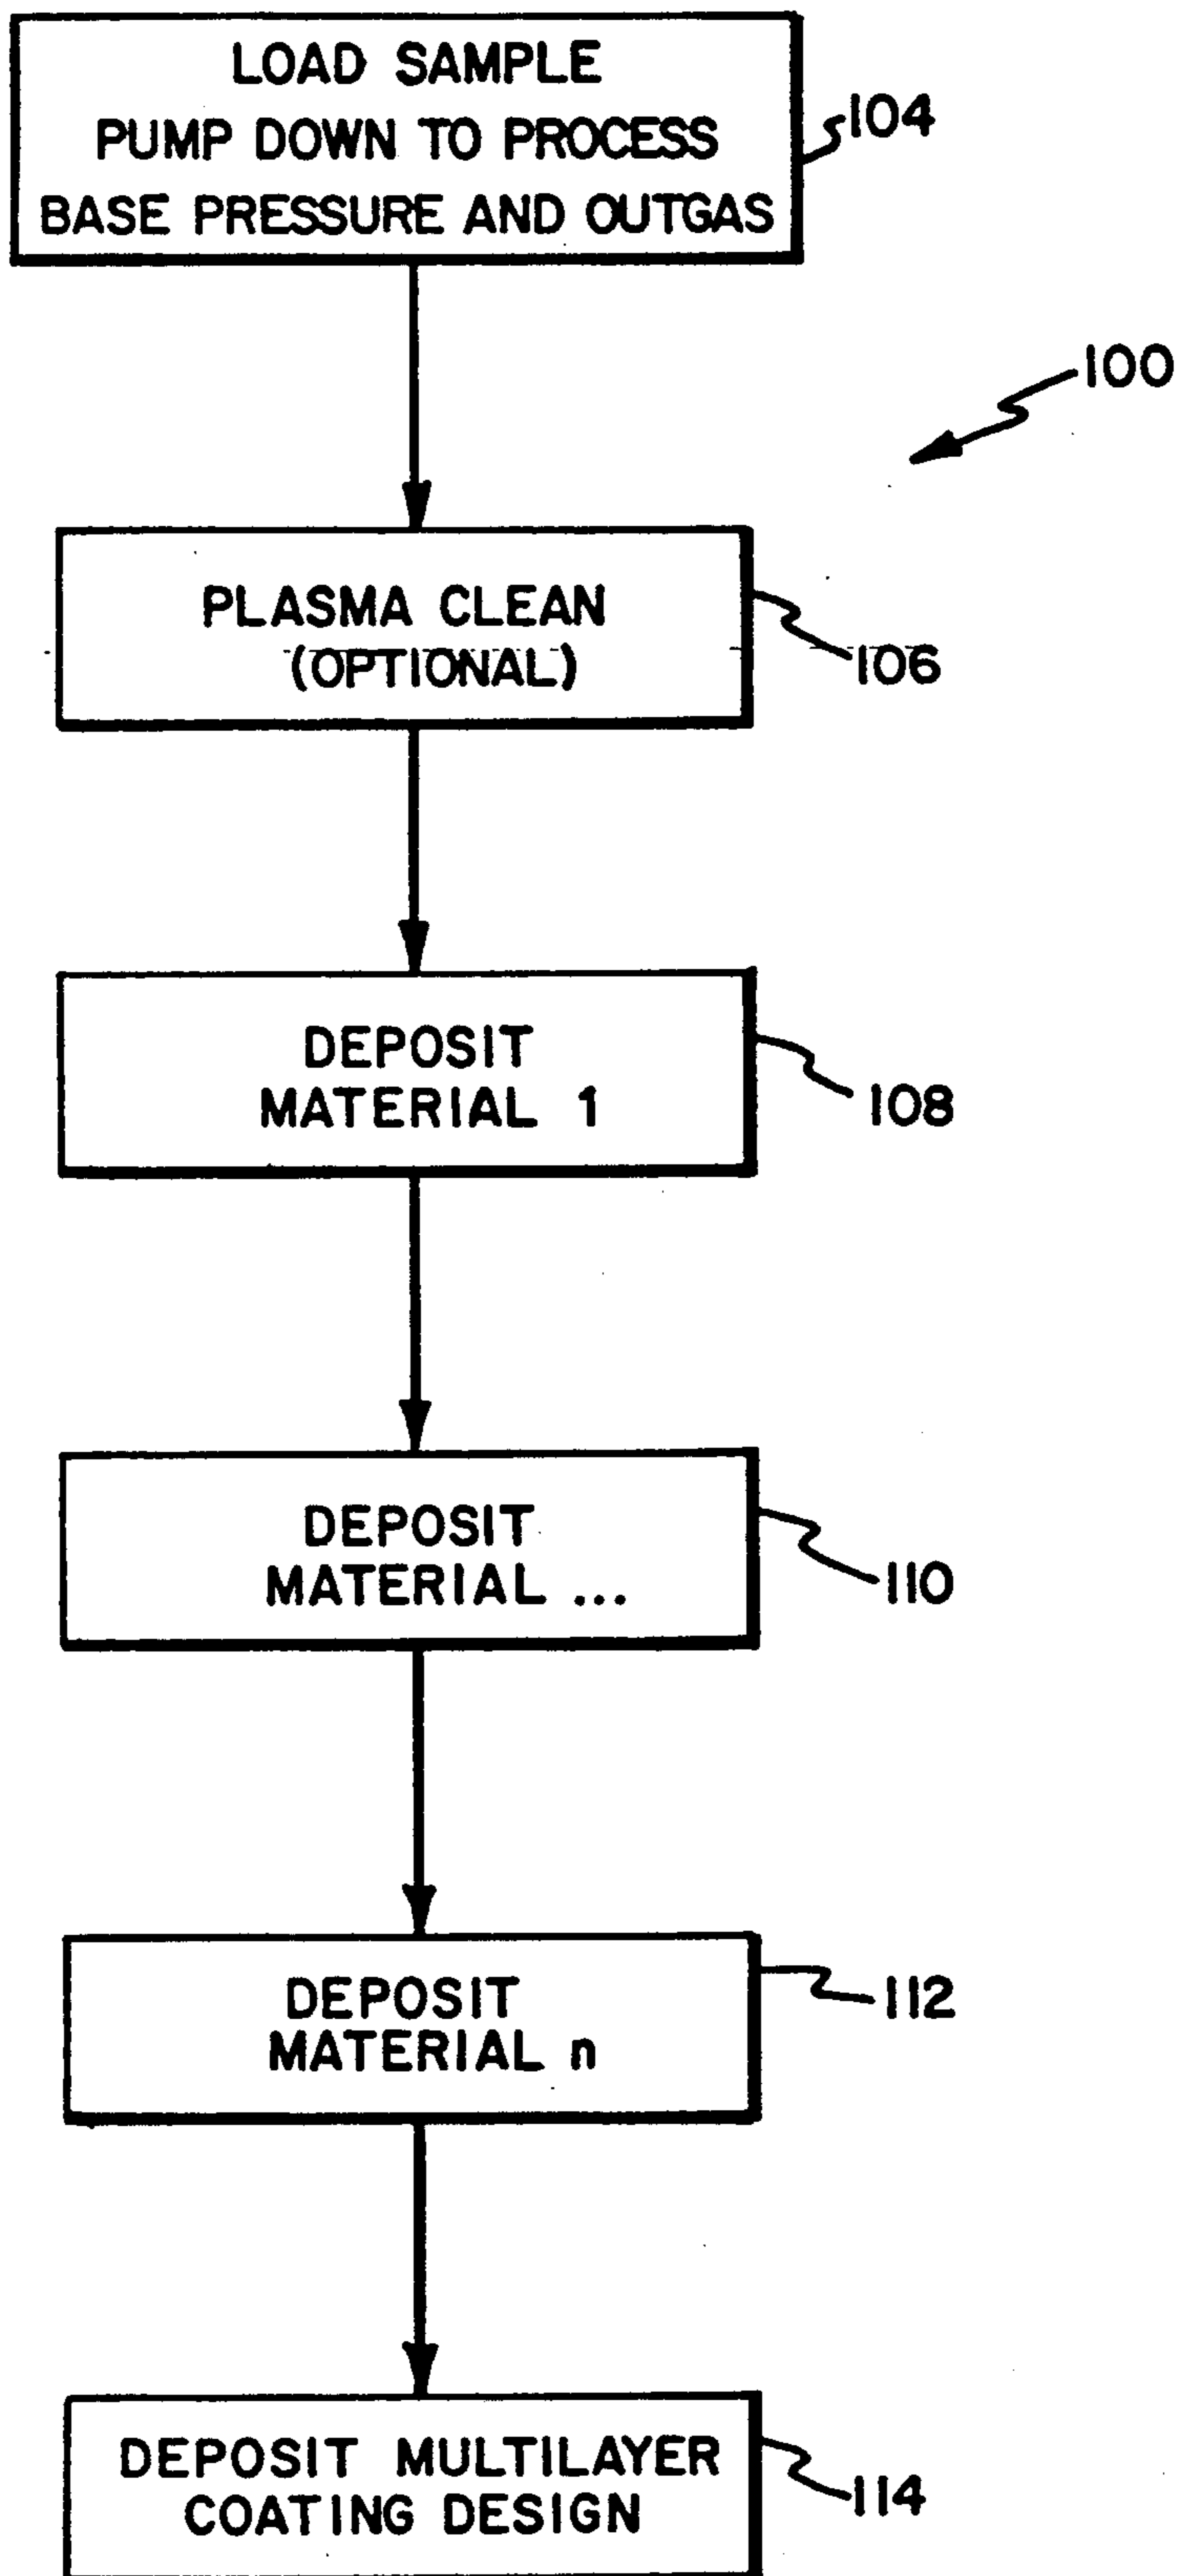 LOAD SAMPLE
PUMP DOWN TO PROCESS
BASE PRESSURE AND OUTGAS
104
100
PLASMA CLEAN
(OPTIONAL)
106
DEPOSIT
MATERIAL 1
108
DEPOSIT
MATERIAL ...
110
DEPOSIT
MATERIAL n
112
DEPOSIT MULTILAYER
COATING DESIGN
114